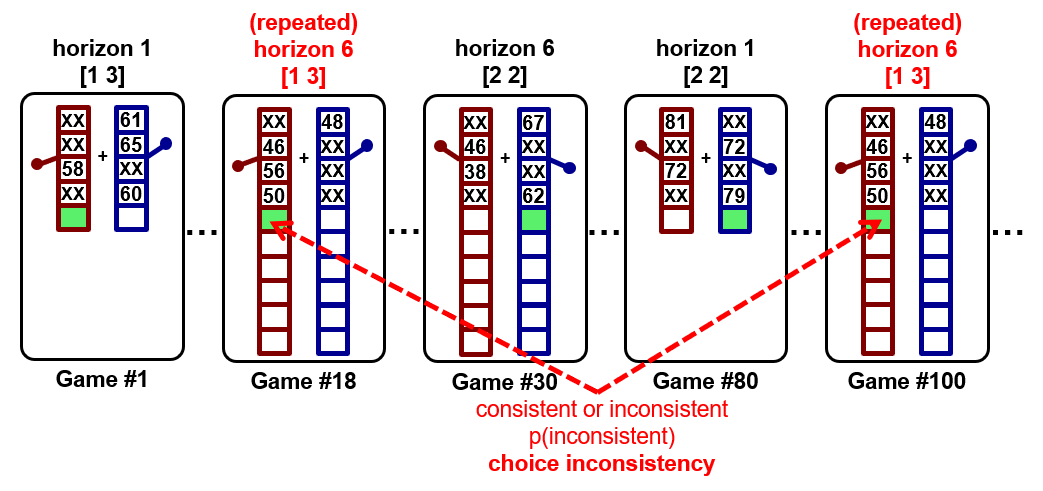 horizon 1
[1 3]
(repeated)
horizon 6
[1 3]
horizon 6
[2 2]
horizon 1
[2 2]
(repeated)
horizon 6
[1 3]
XX 61
XX + 65
58 XX
XX 60
Game #1
...
XX 48
46 + XX
56 XX
50 XX
Game #18
...
XX 67
46 + XX
38 XX
XX 62
Game #30
...
81 XX
XX + 72
72 XX
XX 79
Game #80
...
XX 48
46 + XX
56 XX
50 XX
Game #100
...
consistent or inconsistent
p(inconsistent)
choice inconsistency